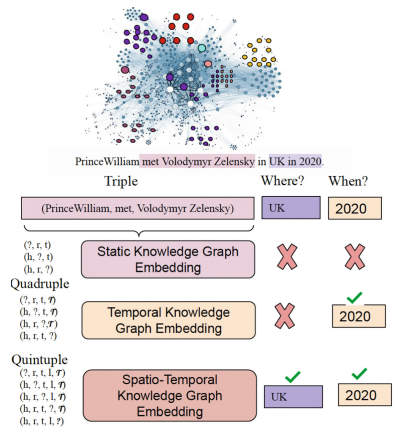 PrinceWilliam met Volodymyr Zelensky in UK in 2020.
Triple Where? When?
(PrinceWilliam, met, Volodymyr Zelensky) UK 2020
(?, r, t)
(h, ?, t)
(h, r, ?)
Static Knowledge Graph
Embedding
Quadruple
(?, r, t, 𝒯)
(h, ?, t, 𝒯)
(h, r, ?,𝒯)
(h, r, t, ?)
Temporal Knowledge
Graph Embedding
2020
Quintuple
(?, r, t, l, 𝒯)
(h, ?, t, l, 𝒯)
(h, r, ?, l, 𝒯)
(h, r, t, ?, 𝒯)
(h, r, t, l, ?)
Spatio-Temporal
Knowledge Graph
Embedding
UK 2020